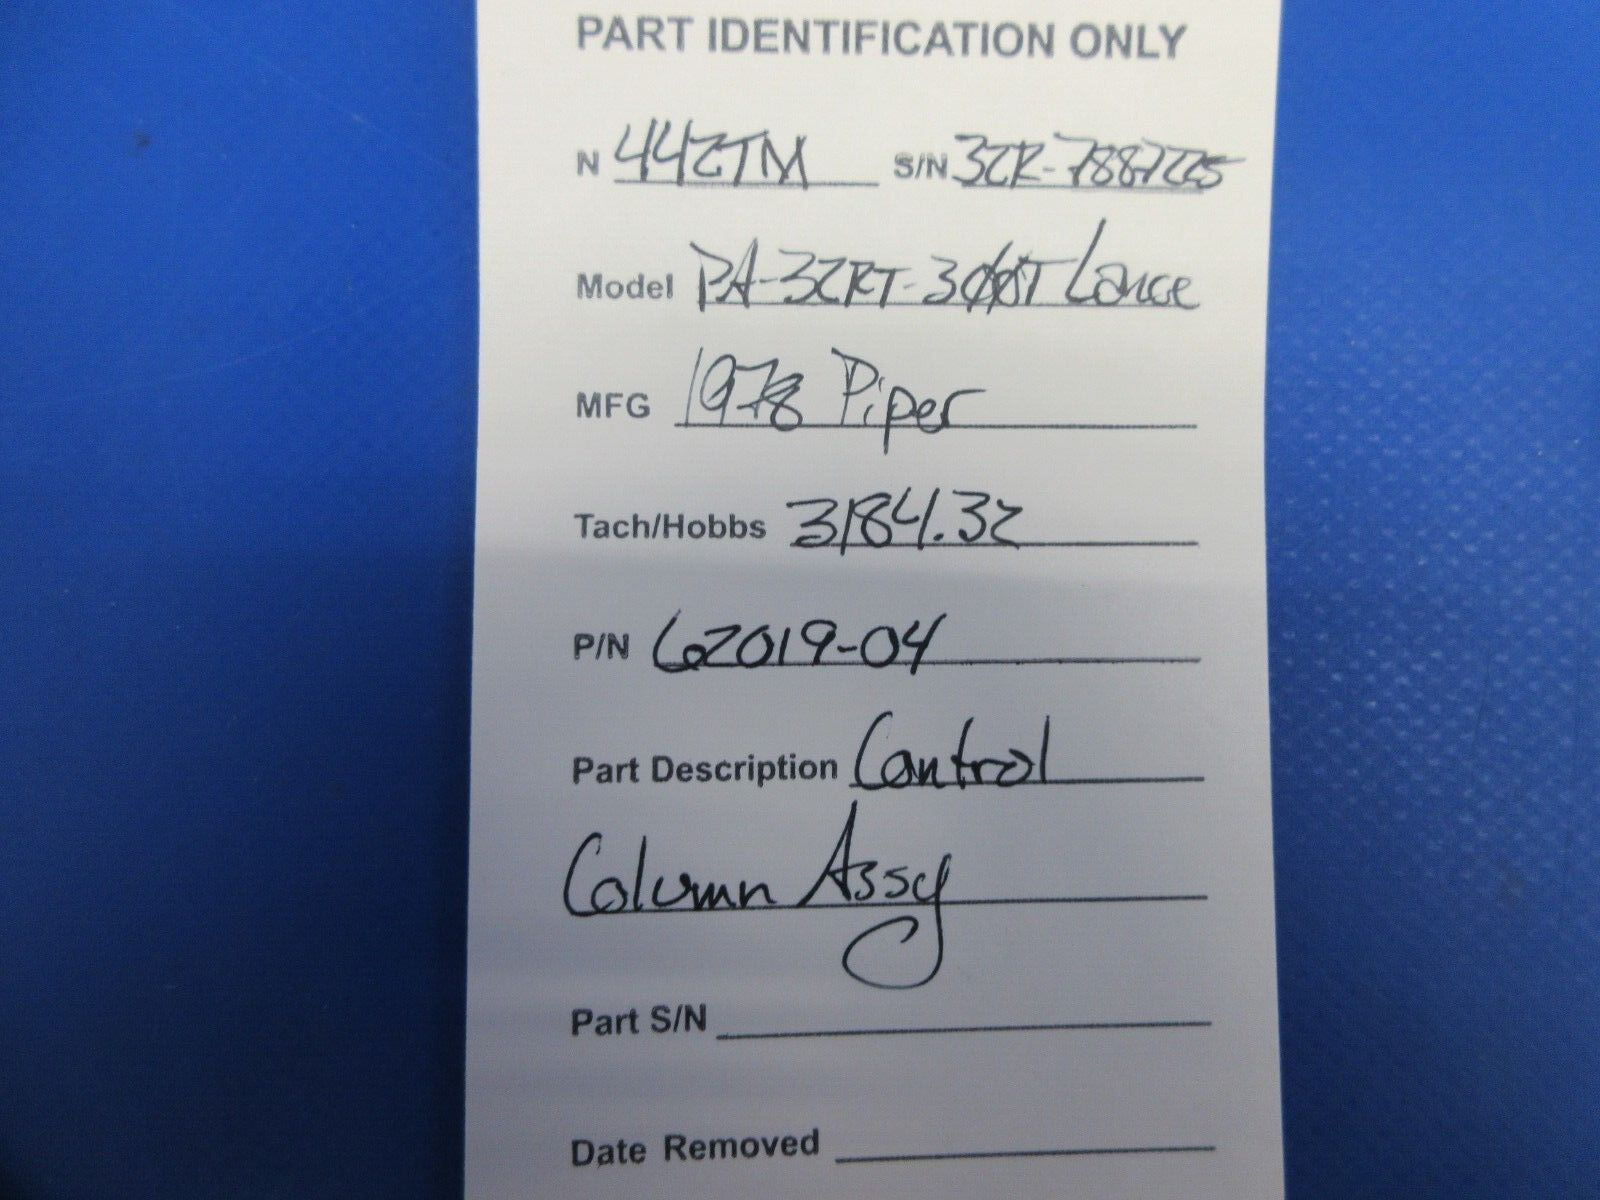 PART IDENTIFICATION ONLY
N 442TM S/N 32R-7887225
Model PA-32RT-300T Lance
MFG 1978 Piper
Tach/Hobbs 3184.32
P/N 62019-04
Part Description Control
Column Assy
Part S/N
Date Removed